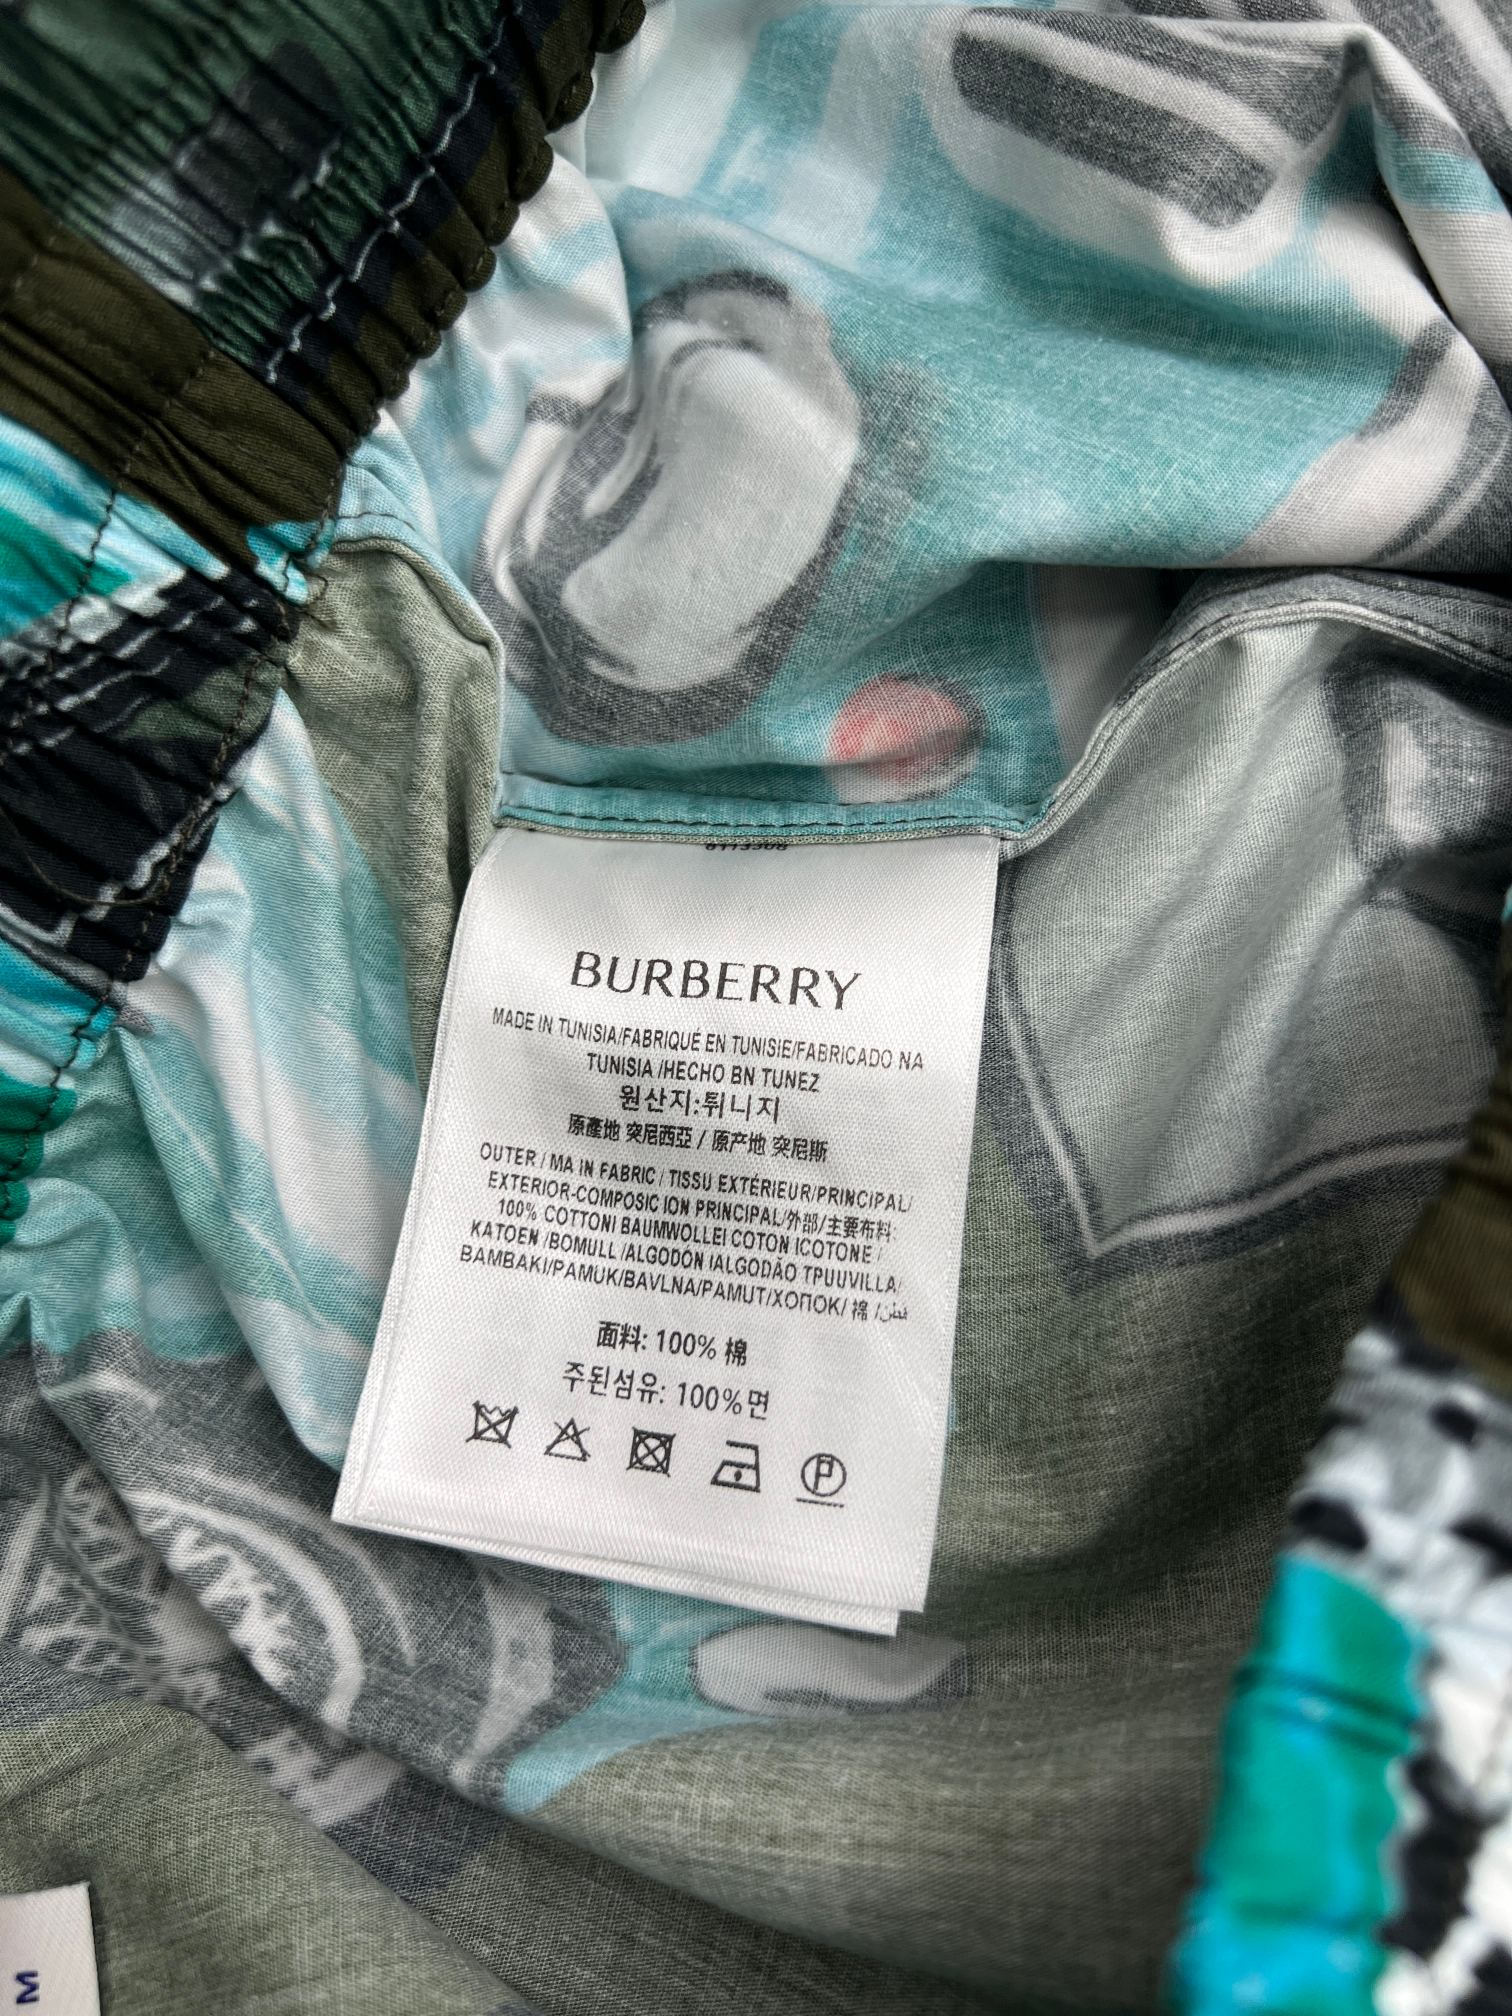 BURBERRY
MADE IN TUNISIA/FABRIQUÉ EN TUNISIE/FABRICADO NA
TUNISIA /HECHO BN TUNEZ
원산지:튀니지
原產地 突尼西亞 / 原产地 突尼斯
OUTER / MA IN FABRIC / TISSU EXTÉRIEUR/PRINCIPAL/
EXTERIOR-COMPOSIC ION PRINCIPAL/外部/主要布料:
100% COTTONI BAUMWOLLEI COTON ICOTONE /
KATOEN /BOMULL /ALGODÓN IALGODÃO TPUUVILLA/
BAMBAKI/PAMUK/BAVLNA/PAMUT/ХОПОК/ 棉 /
面料: 100% 棉
주된섬유: 100%면
P
M